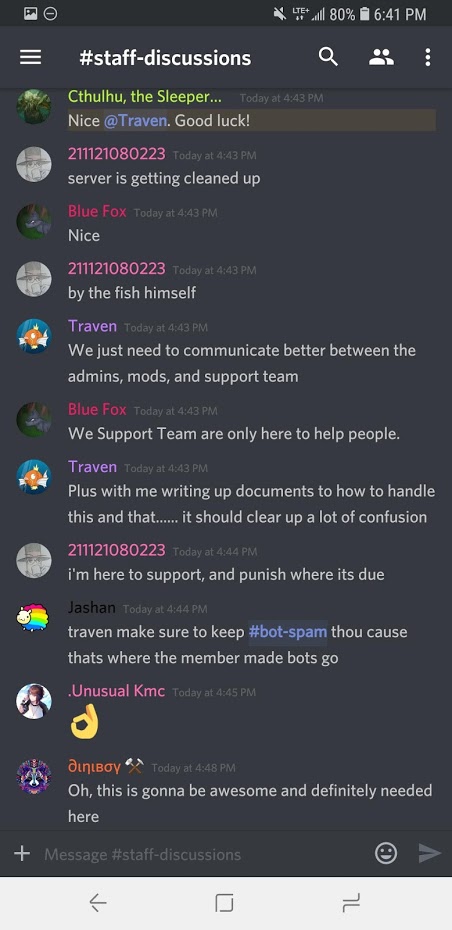 LTE+ 80% 6:41 PM
#staff-discussions
Cthulhu, the Sleeper... Today at 4:43 PM
Nice @Traven. Good luck!
211121080223 Today at 4:43 PM
server is getting cleaned up
Blue Fox Today at 4:43 PM
Nice
211121080223 Today at 4:43 PM
by the fish himself
Traven Today at 4:43 PM
We just need to communicate better between the
admins, mods, and support team
Blue Fox Today at 4:43 PM
We Support Team are only here to help people.
Traven Today at 4:43 PM
Plus with me writing up documents to how to handle
this and that...... it should clear up a lot of confusion
211121080223 Today at 4:44 PM
i'm here to support, and punish where its due
Jashan Today at 4:44 PM
traven make sure to keep #bot-spam thou cause
thats where the member made bots go
.Unusual Kmc Today at 4:45 PM
👌
∂ιηιвσү ⚒ Today at 4:48 PM
Oh, this is gonna be awesome and definitely needed
here
Message #staff-discussions